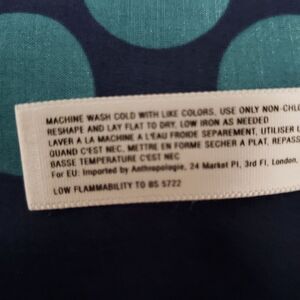 MACHINE WASH COLD WITH LIKE COLORS, USE ONLY NON-CHLO
RESHAPE AND LAY FLAT TO DRY, LOW IRON AS NEEDED
LAVER A LA MACHINE A L'EAU FROIDE SEPAREMENT, UTILISER L
QUAND C'EST NEC. METTRE EN FORME SECHER A PLAT, REPASS
BASSE TEMPERATURE C'EST NEC
For EU: Imported by Anthropologie, 24 Market Pl, 3rd Fl, London,
LOW FLAMMABILITY TO BS 5722